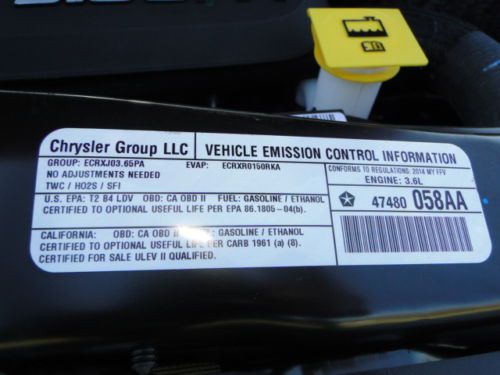 Chrysler Group LLC
VEHICLE EMISSION CONTROL INFORMATION
GROUP: ECRXJ03.65PA EVAP: ECRXR0150RKA
NO ADJUSTMENTS NEEDED
TWC / HO2S / SFI
CONFORMS TO REGULATIONS: 2014 MY FFV
ENGINE: 3.6L
U.S. EPA: T2 B4 LDV OBD: CA OBD II FUEL: GASOLINE / ETHANOL
CERTIFIED TO OPTIONAL USEFUL LIFE PER EPA 86.1805-04(b).
47480 058AA
CALIFORNIA: OBD: CA OBD II FUEL: GASOLINE / ETHANOL
CERTIFIED TO OPTIONAL USEFUL LIFE PER CARB 1961 (a) (8).
CERTIFIED FOR SALE ULEV II QUALIFIED.